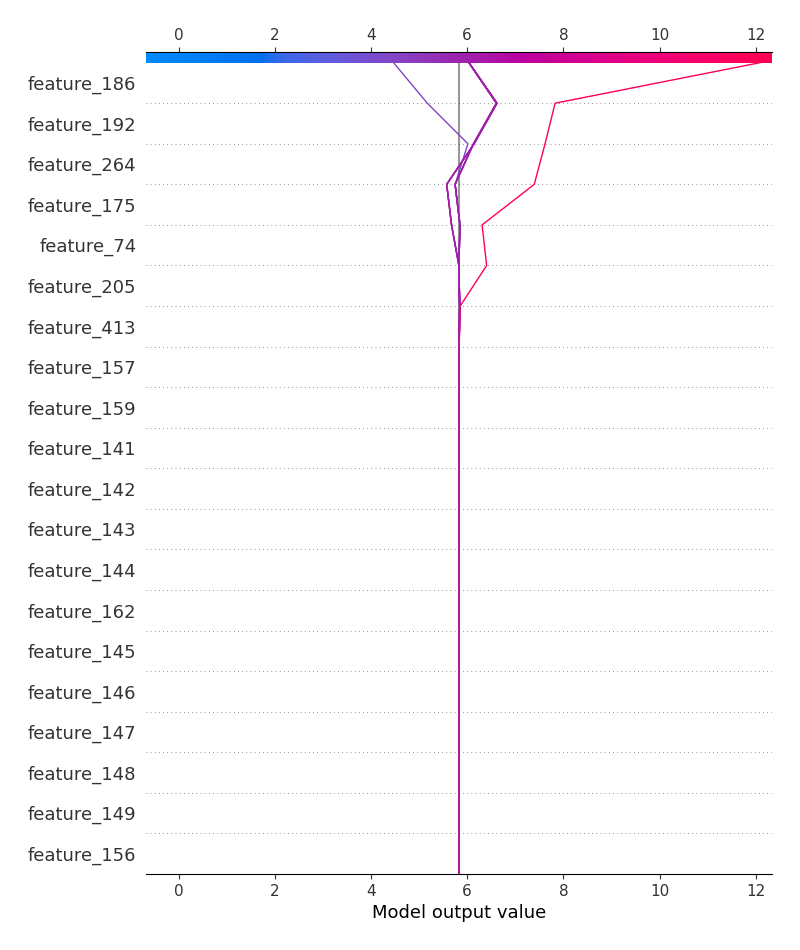 0 2 4 6 8 10 12
feature_186
feature_192
feature_264
feature_175
feature_74
feature_205
feature_413
feature_157
feature_159
feature_141
feature_142
feature_143
feature_144
feature_162
feature_145
feature_146
feature_147
feature_148
feature_149
feature_156
0 2 4 6 8 10 12
Model output value